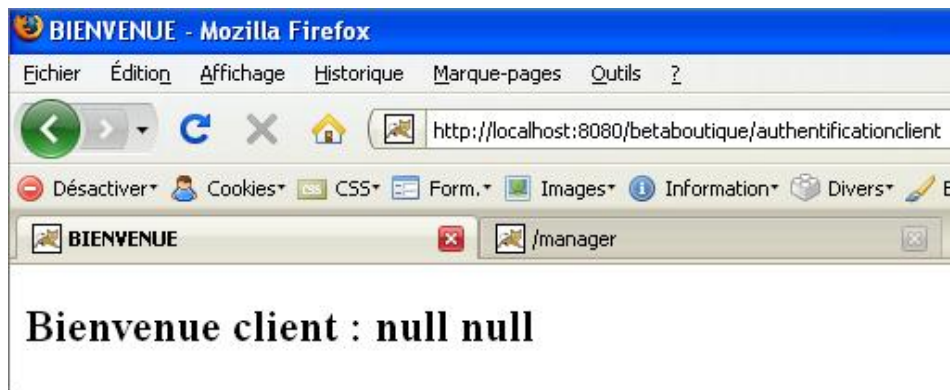 BIENVENUE - Mozilla Firefox
Fichier Édition Affichage Historique Marque-pages Outils ?
http://localhost:8080/betaboutique/authentificationclient
Désactiver Cookies CSS Form. Images Information Divers
BIENVENUE /manager
Bienvenue client : null null